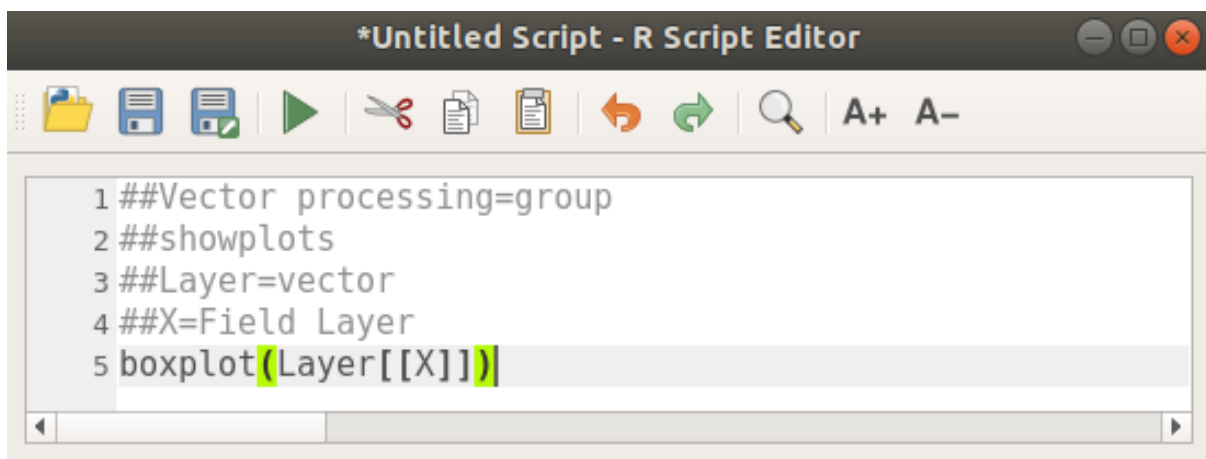 *Untitled Script - R Script Editor
A+ A-
1 ##Vector processing=group
2 ##showplots
3 ##Layer=vector
4 ##X=Field Layer
5 boxplot(Layer[[X]])